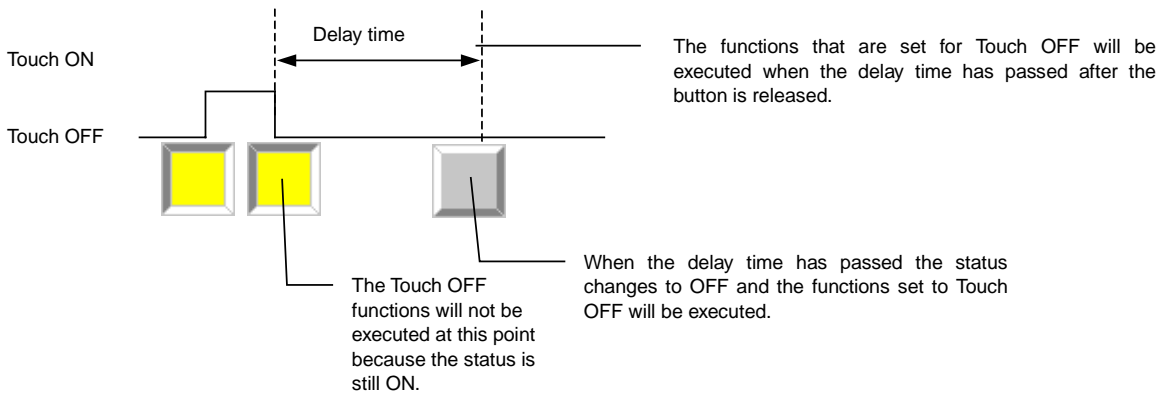 Delay time
The functions that are set for Touch OFF will be
executed when the delay time has passed after the
button is released.
Touch ON
Touch OFF
The Touch OFF
functions will not be
executed at this point
because the status is
still ON.
When the delay time has passed the status
changes to OFF and the functions set to Touch
OFF will be executed.